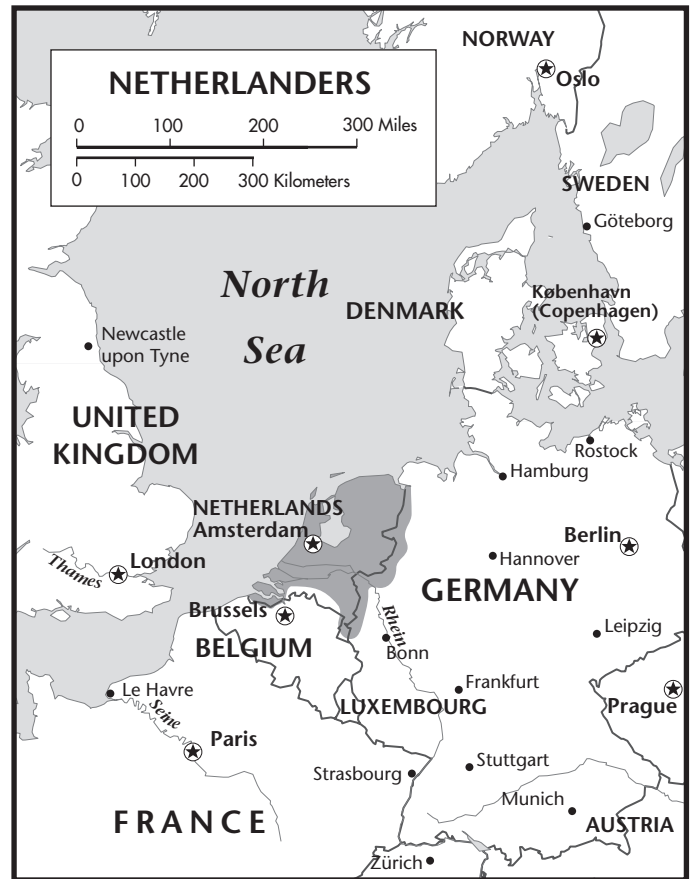 NORWAY
Oslo
NETHERLANDERS
0 100 200 300 Miles
0 100 200 300 Kilometers
SWEDEN
Göteborg
North
Sea
DENMARK
København
(Copenhagen)
Newcastle
upon Tyne
UNITED
KINGDOM
Rostock
Hamburg
NETHERLANDS
Amsterdam
Berlin
Hannover
London
Thames
GERMANY
Brussels
BELGIUM
Rhein
Bonn
Leipzig
Le Havre
Seine
Frankfurt
LUXEMBOURG
Prague
Paris
Strasbourg
Stuttgart
Munich
FRANCE
AUSTRIA
Zürich